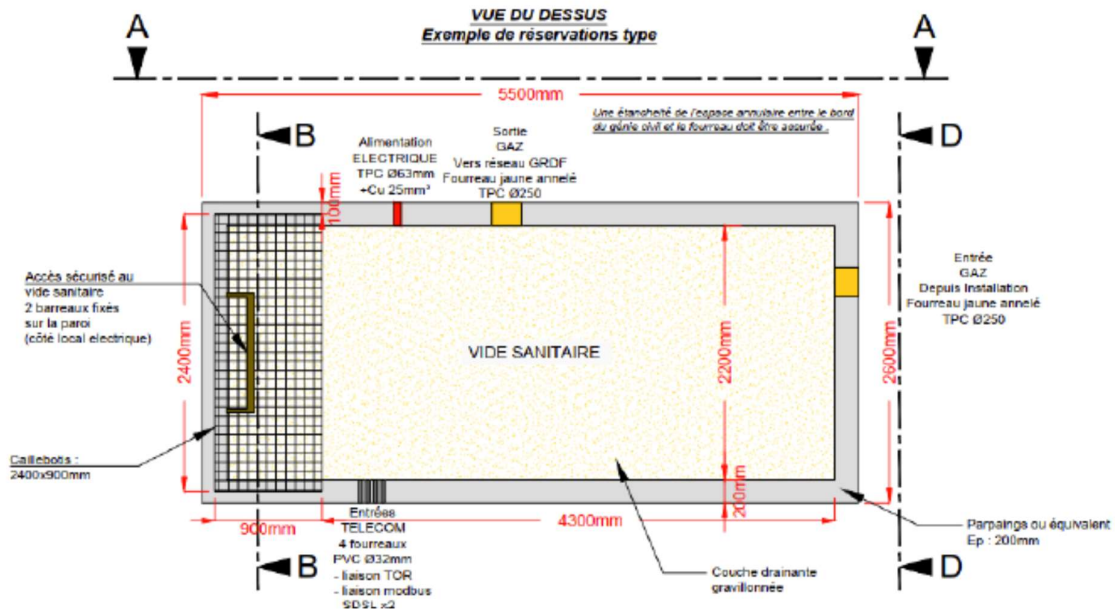 VUE DU DESSUS
Exemple de réservations type
A
A
5500mm
Une étanchéité de l'espace annulaire entre le bord
du génie civil et le fourreau doit être assurée .
B
D
Alimentation
ELECTRIQUE
TPC Ø63mm
+Cu 25mm²
Sortie
GAZ
Vers réseau GRDF
Fourreau jaune annelé
TPC Ø250
100mm
Accès sécurisé au
vide sanitaire
2 barreaux fixés
sur la paroi
(côté local electrique)
2400mm
VIDE SANITAIRE
2200mm
2600mm
Entrée
GAZ
Depuis Installation
Fourreau jaune annelé
TPC Ø250
Caillebotis :
2400x900mm
900mm
4300mm
200mm
Entrées
TELECOM
4 fourreaux
PVC Ø32mm
- liaison TOR
- liaison modbus
SDSL x2
Couche drainante
gravillonnée
Parpaings ou équivalent
Ep : 200mm
B
D